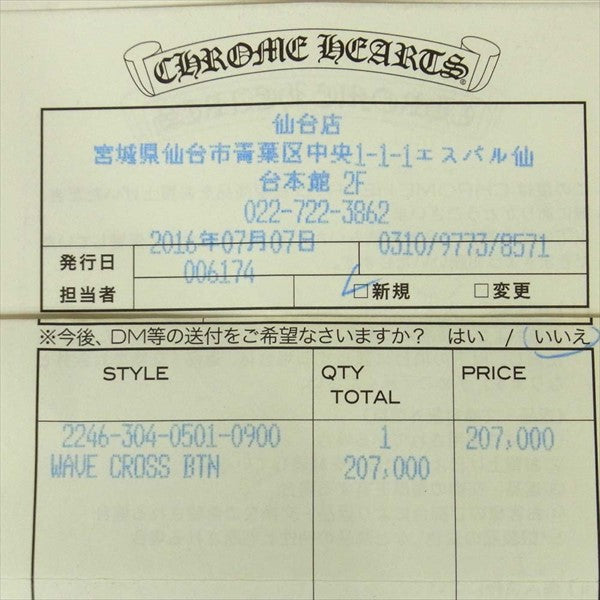 CHROME HEARTS®
仙台店
宮城県仙台市青葉区中央1-1-1エスパル仙
台本館 2F
022-722-3862
発行日 2016年07月07日 0310/9773/8571
担当者 006174 □新規 □変更
※今後、DM等の送付をご希望なさいますか? はい / いいえ
STYLE QTY PRICE
TOTAL
2246-304-0501-0900 1 207,000
WAVE CROSS BTN 207,000